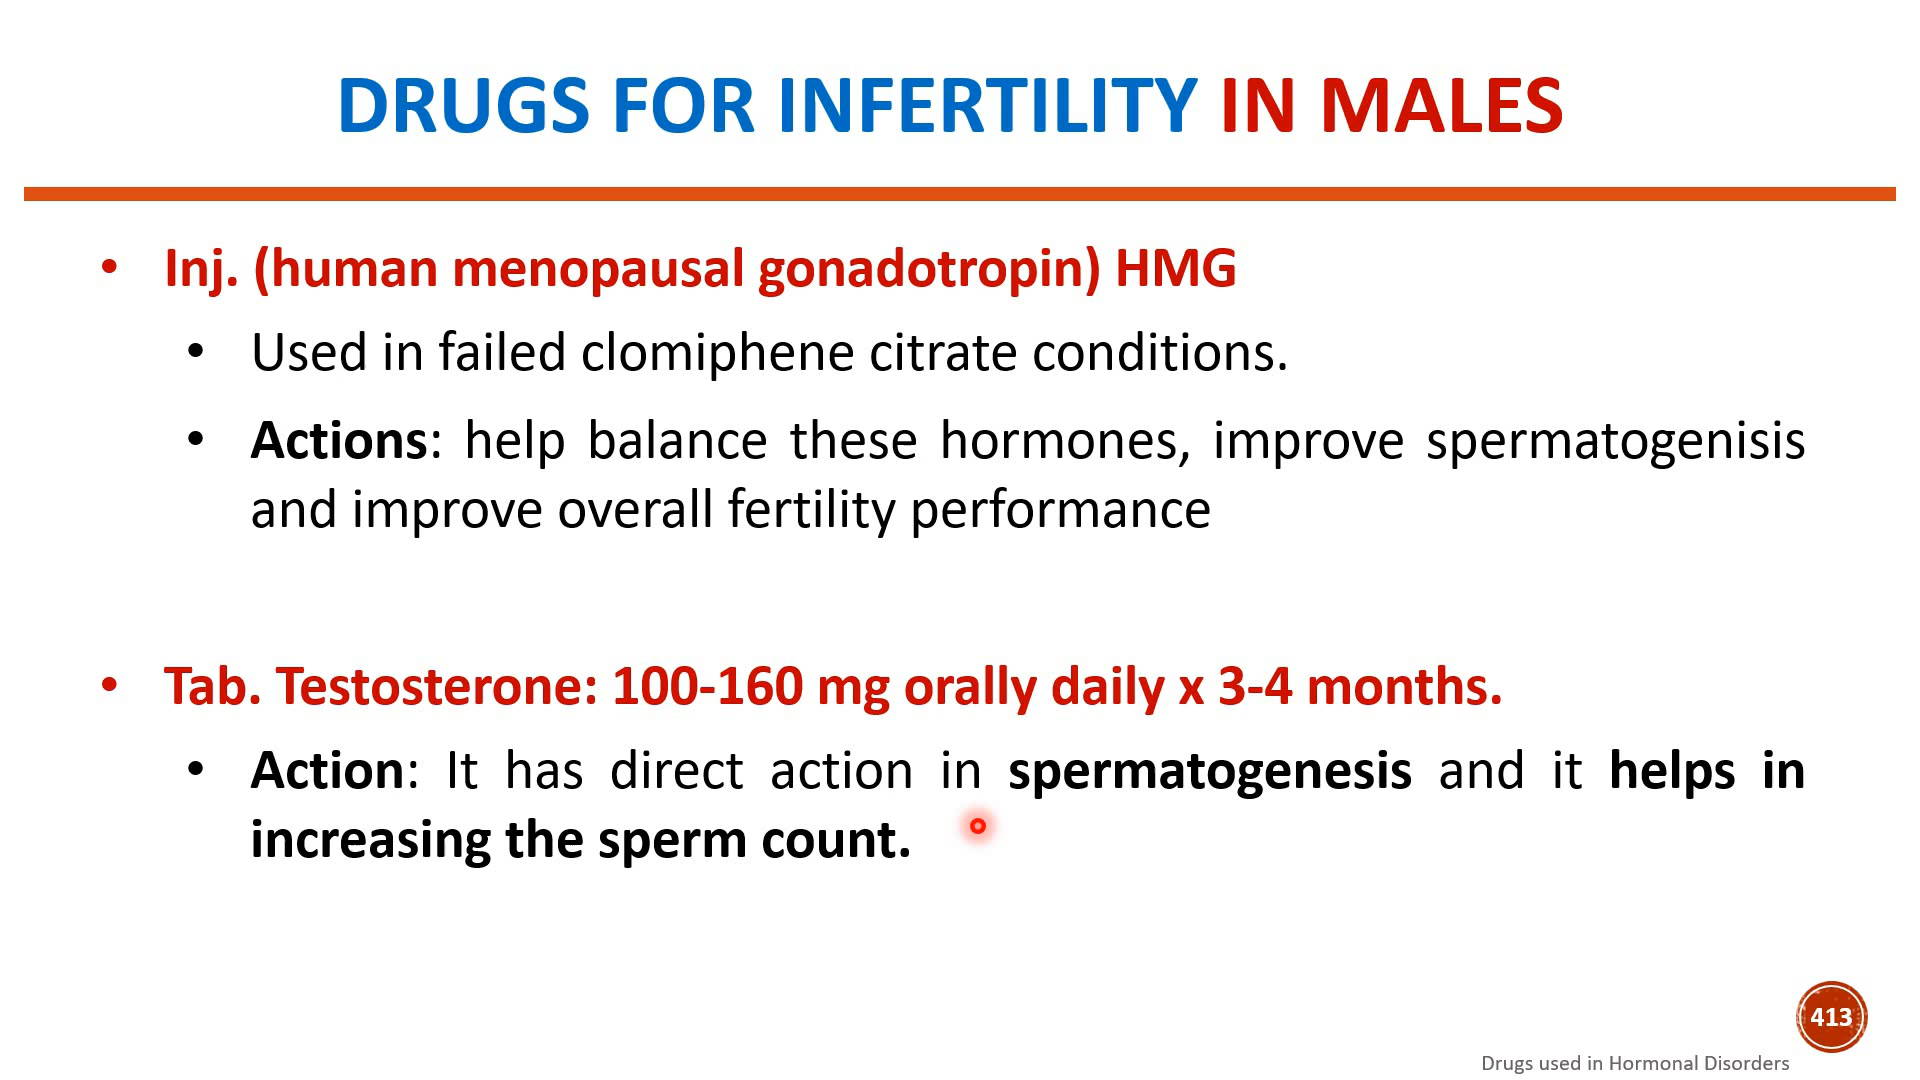 DRUGS FOR INFERTILITY IN MALES
• Inj. (human menopausal gonadotropin) HMG
• Used in failed clomiphene citrate conditions.
• Actions: help balance these hormones, improve spermatogenisis
and improve overall fertility performance
• Tab. Testosterone: 100-160 mg orally daily x 3-4 months.
• Action: It has direct action in spermatogenesis and it helps in
increasing the sperm count.
413
Drugs used in Hormonal Disorders